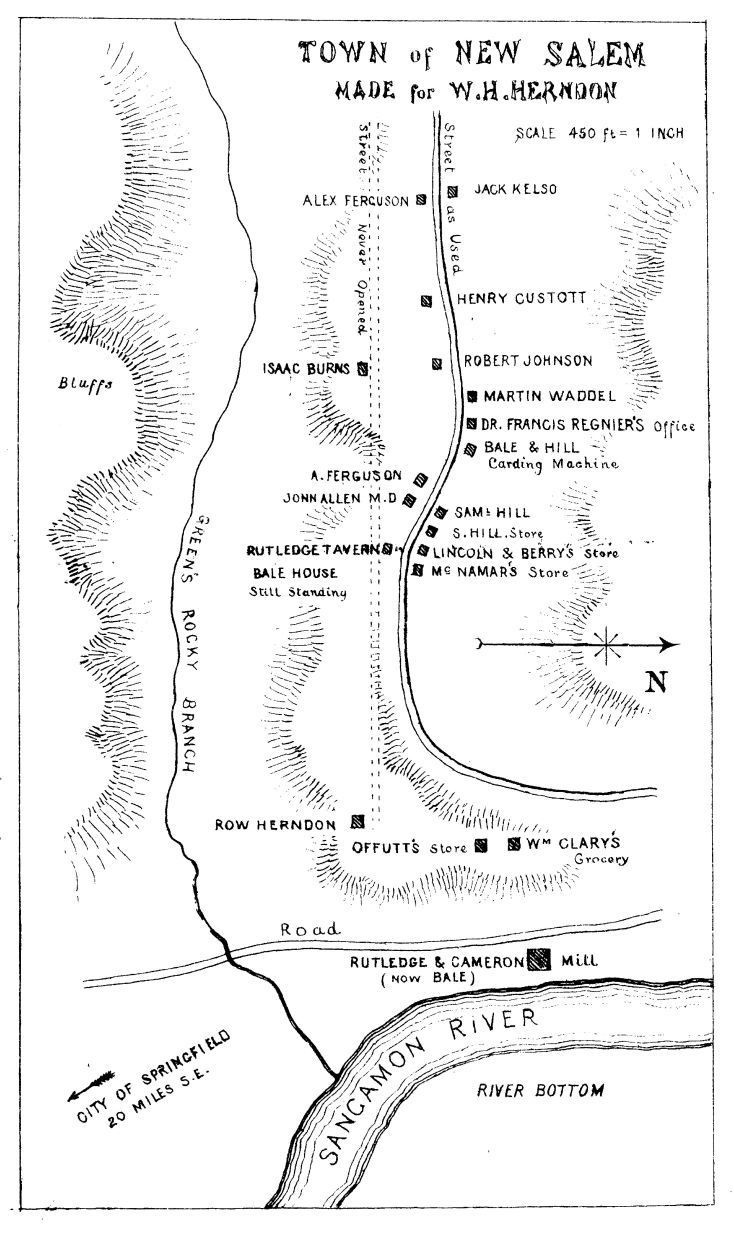 TOWN of NEW SALEM
MADE for W.H. HERNDON
SCALE 450 ft = 1 INCH
Street Never Opened
Street as Used
ALEX FERGUSON
JACK KELSO
HENRY CUSTOTT
ISAAC BURNS
ROBERT JOHNSON
Bluffs
MARTIN WADDEL
DR. FRANCIS REGNIER'S Office
BALE & HILL
Carding Machine
A. FERGUSON
JONN ALLEN M.D
SAML HILL
S. HILL. Store
RUTLEDGE TAVERN
LINCOLN & BERRY'S Store
BALE HOUSE
Still Standing
Mc NAMAR'S Store
GREEN'S ROCKY BRANCH
N
ROW HERNDON
OFFUTT'S Store
WM CLARY'S
Grocery
Road
RUTLEDGE & CAMERON Mill
(NOW BALE)
SANGAMON RIVER
CITY OF SPRINGFIELD
20 MILES S.E.
RIVER BOTTOM